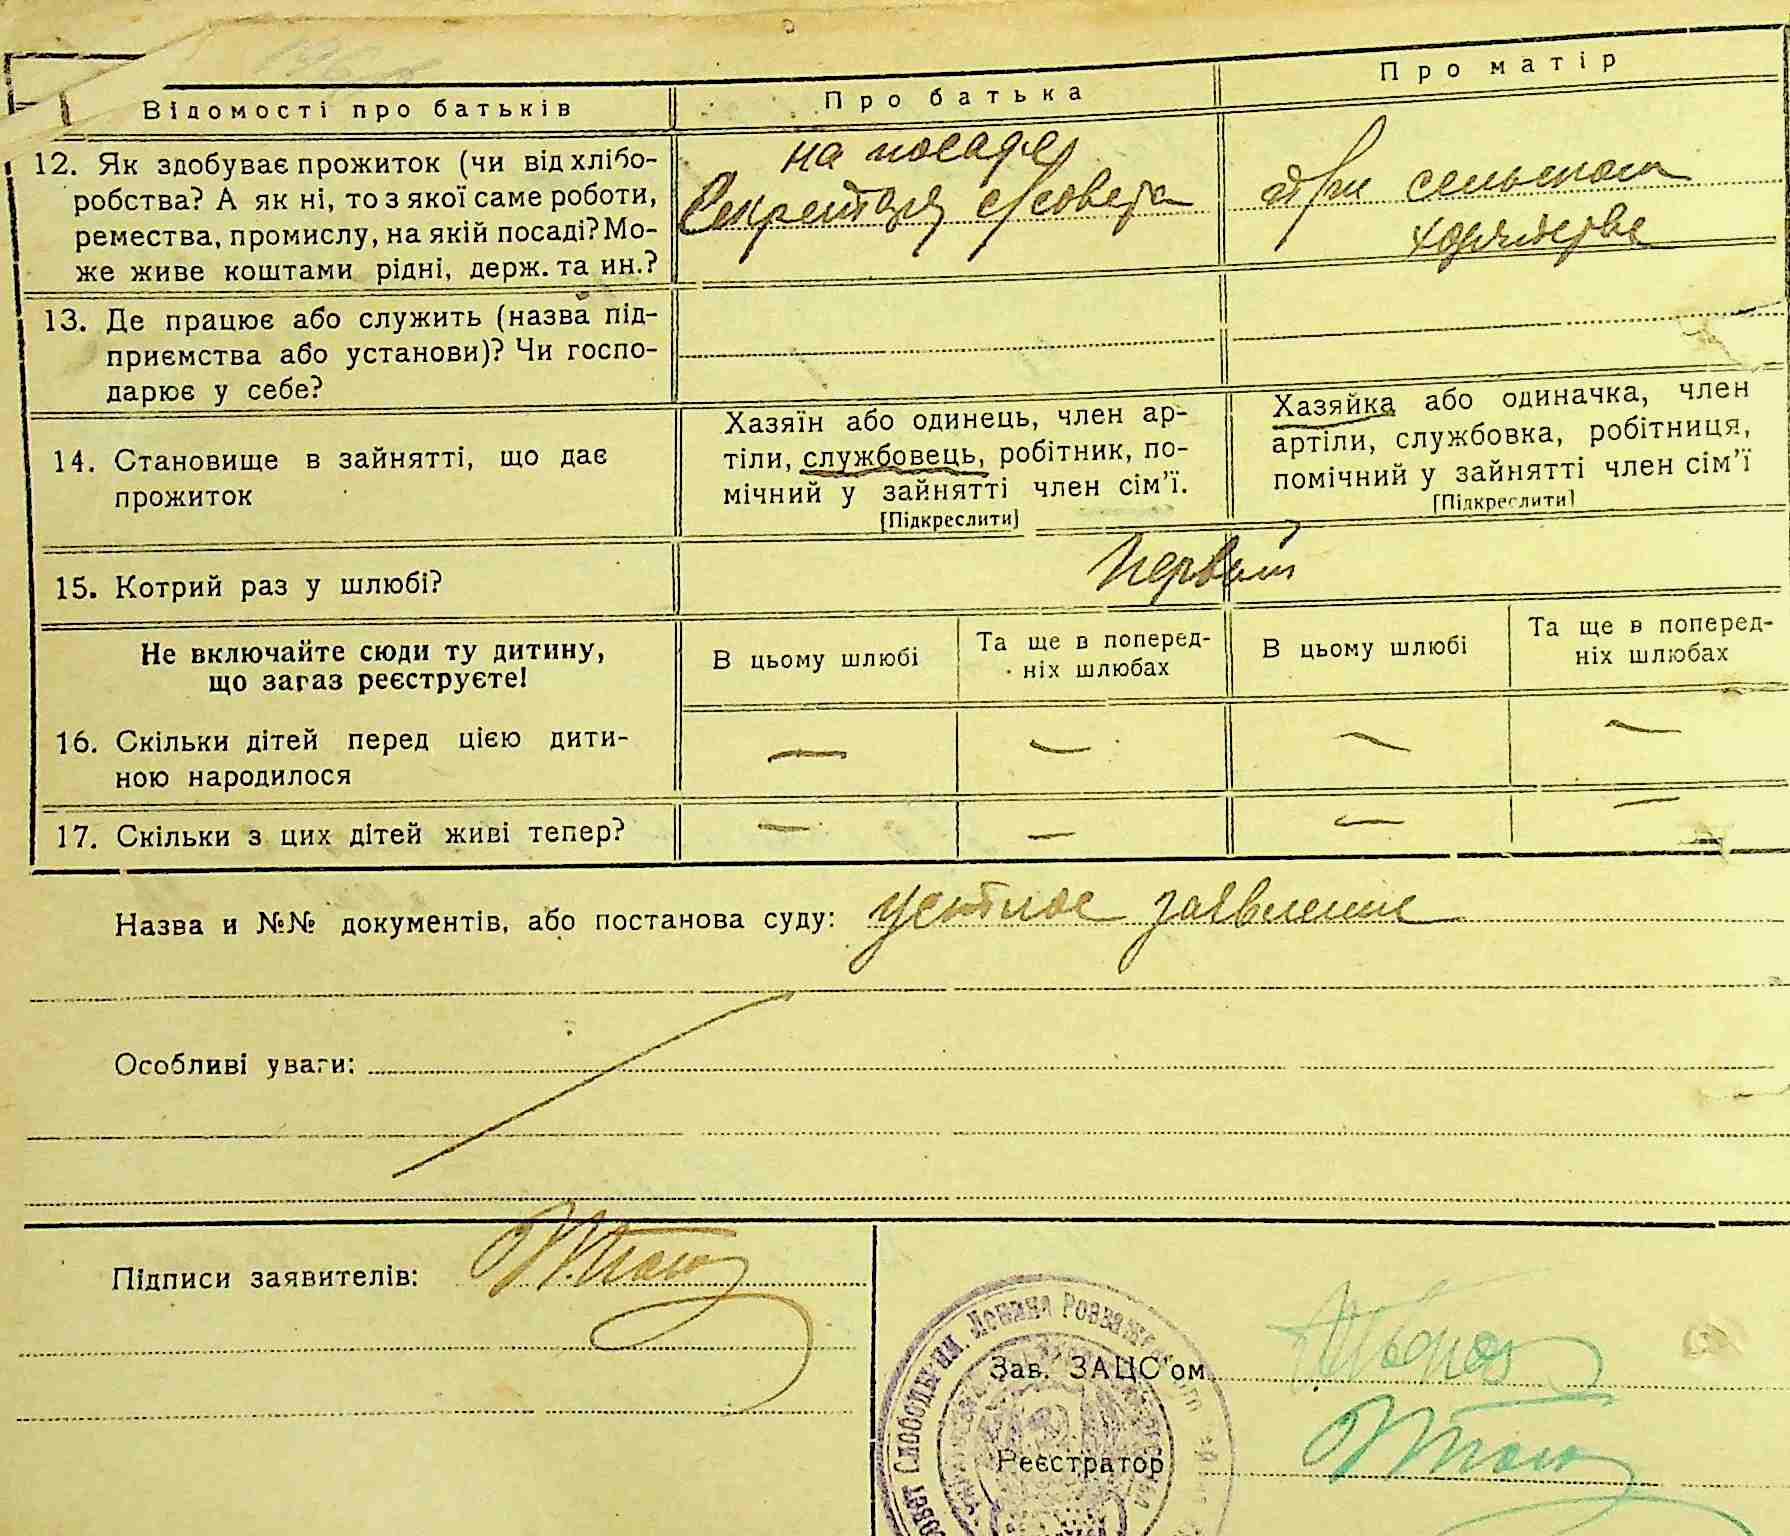 Відомості про батьків
Про батька
Про матір
12. Як здобуває прожиток (чи від хлібо-
робства? А як ні, то з якої саме роботи,
ремества, промислу, на якій посаді? Мо-
же живе коштами рідні, держ. та ин.?
на посаде
Секретаря с/совета
при сельском
хозяйстве
13. Де працює або служить (назва під-
приємства або установи)? Чи госпо-
дарює у себе?
14. Становище в зайнятті, що дає
прожиток
Хазяїн або одинець, член ар-
тіли, службовець, робітник, по-
мічний у зайнятті член сім'ї.
[Підкреслити]
Хазяйка або одиначка, член
артіли, службовка, робітниця,
помічний у зайнятті член сім'ї
[Підкреслити]
15. Котрий раз у шлюбі?
Первый
Не включайте сюди ту дитину,
що загаз реєструєте!
В цьому шлюбі
Та ще в поперед-
ніх шлюбах
В цьому шлюбі
Та ще в поперед-
ніх шлюбах
16. Скільки дітей перед цією дити-
ною народилося
— — — —
17. Скільки з цих дітей живі тепер?
— — — —
Назва и №№ документів, або постанова суду: устное заявление
Особливі уваги:
Підписи заявителів:
Зав. ЗАЦС'ом
Реєстратор
Слободы им. Ленина